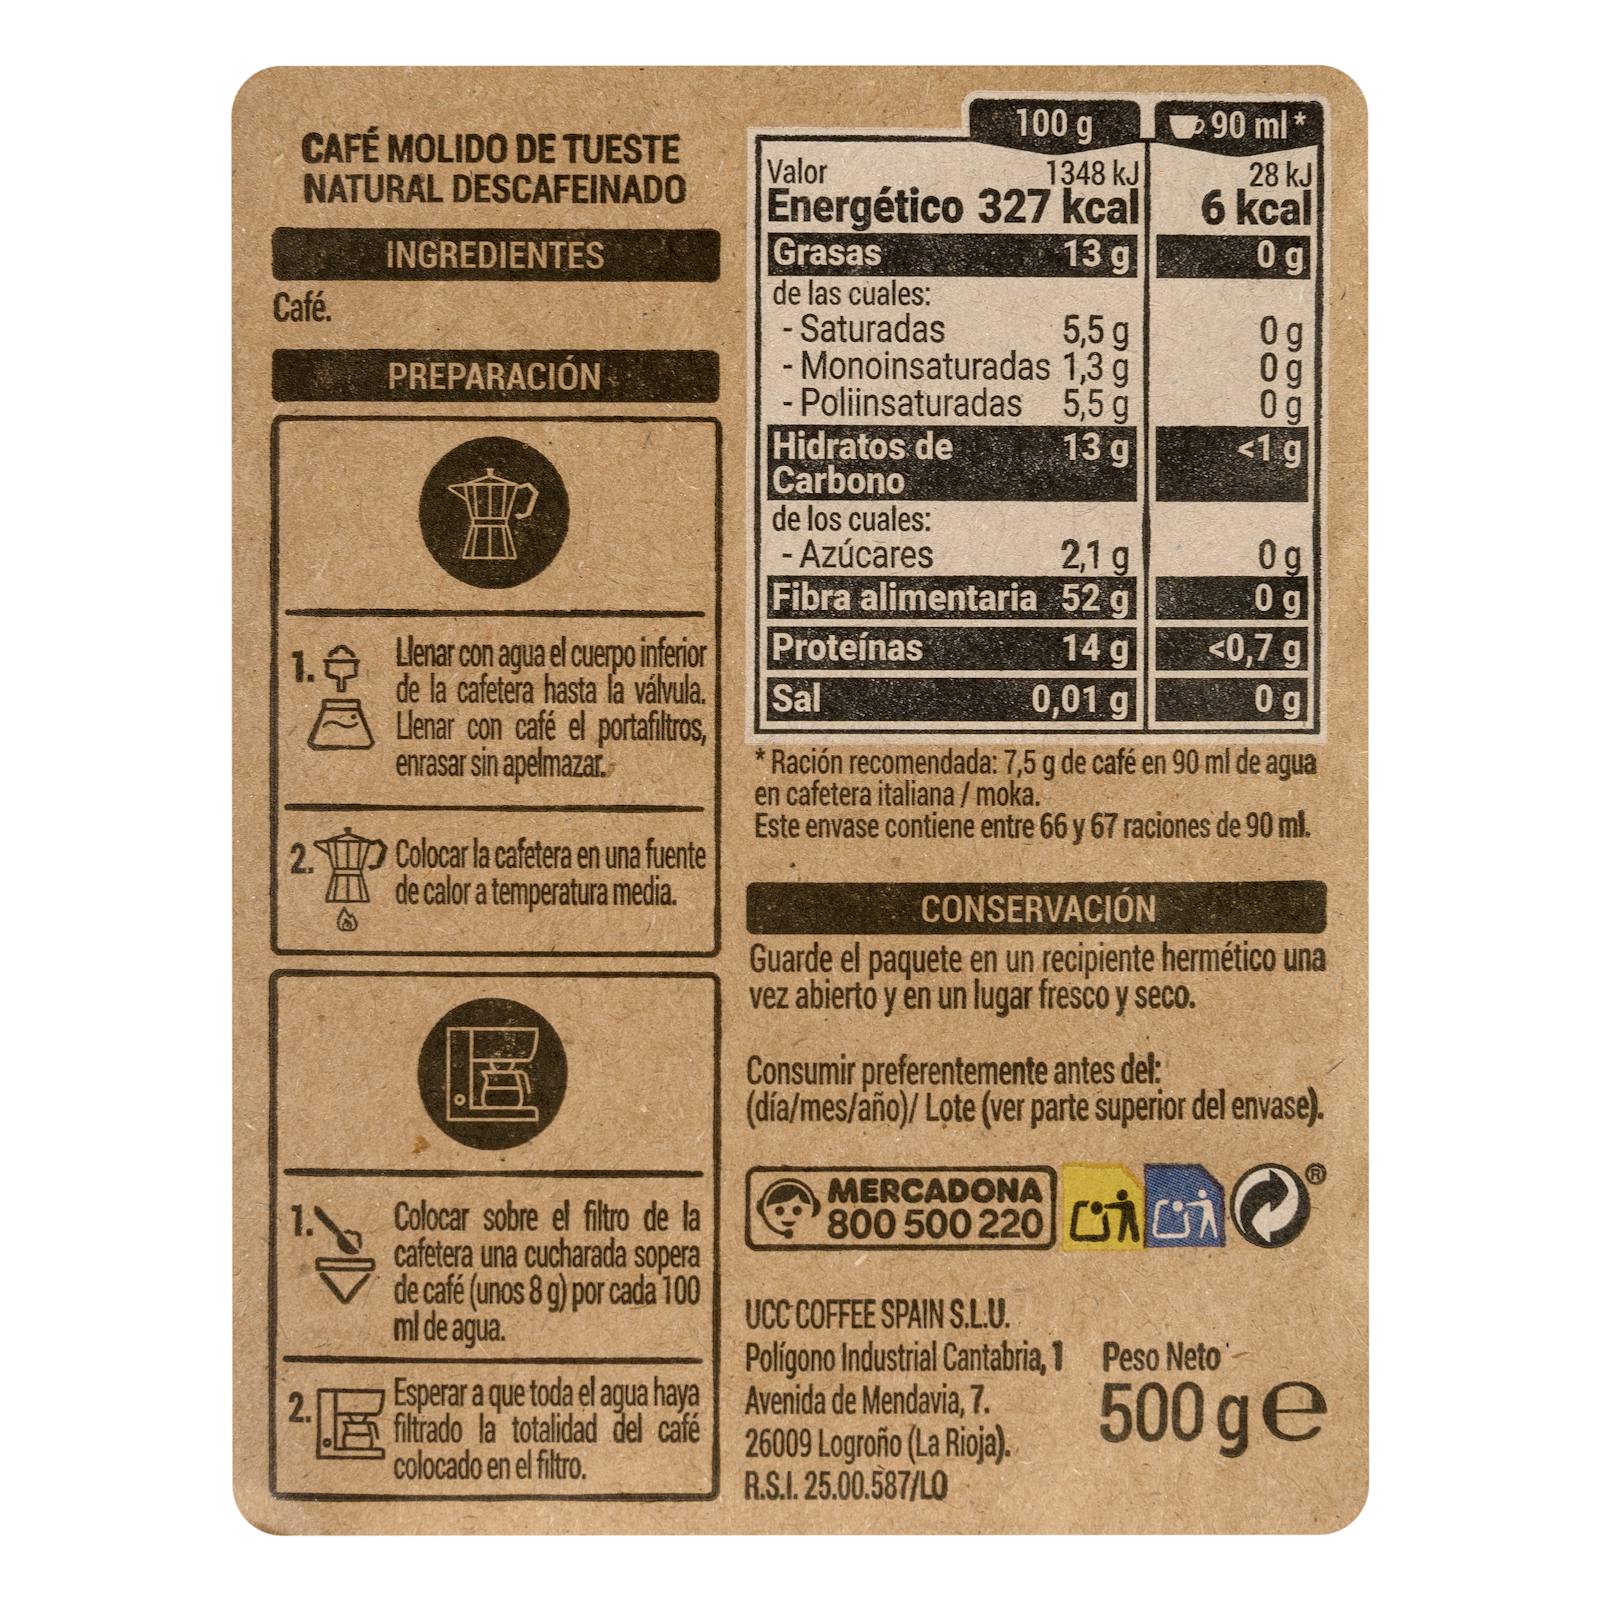 CAFÉ MOLIDO DE TUESTE
NATURAL DESCAFEINADO
INGREDIENTES
Café.
PREPARACIÓN
1. Llenar con agua el cuerpo inferior
de la cafetera hasta la válvula.
Llenar con café el portafiltros,
enrasar sin apelmazar.
2. Colocar la cafetera en una fuente
de calor a temperatura media.
1. Colocar sobre el filtro de la
cafetera una cucharada sopera
de café (unos 8 g) por cada 100
ml de agua.
2. Esperar a que toda el agua haya
filtrado la totalidad del café
colocado en el filtro.
100 g 90 ml*
Valor 1348 kJ 28 kJ
Energético 327 kcal 6 kcal
Grasas 13 g 0 g
de las cuales:
- Saturadas 5,5 g 0 g
- Monoinsaturadas 1,3 g 0 g
- Poliinsaturadas 5,5 g 0 g
Hidratos de 13 g <1 g
Carbono
de los cuales:
- Azúcares 2,1 g 0 g
Fibra alimentaria 52 g 0 g
Proteínas 14 g <0,7 g
Sal 0,01 g 0 g
* Ración recomendada: 7,5 g de café en 90 ml de agua
en cafetera italiana / moka.
Este envase contiene entre 66 y 67 raciones de 90 ml.
CONSERVACIÓN
Guarde el paquete en un recipiente hermético una
vez abierto y en un lugar fresco y seco.
Consumir preferentemente antes del:
(día/mes/año)/ Lote (ver parte superior del envase).
MERCADONA
800 500 220
®
UCC COFFEE SPAIN S.L.U.
Polígono Industrial Cantabria, 1
Avenida de Mendavia, 7.
26009 Logroño (La Rioja).
R.S.I. 25.00.587/LO
Peso Neto
500 g e